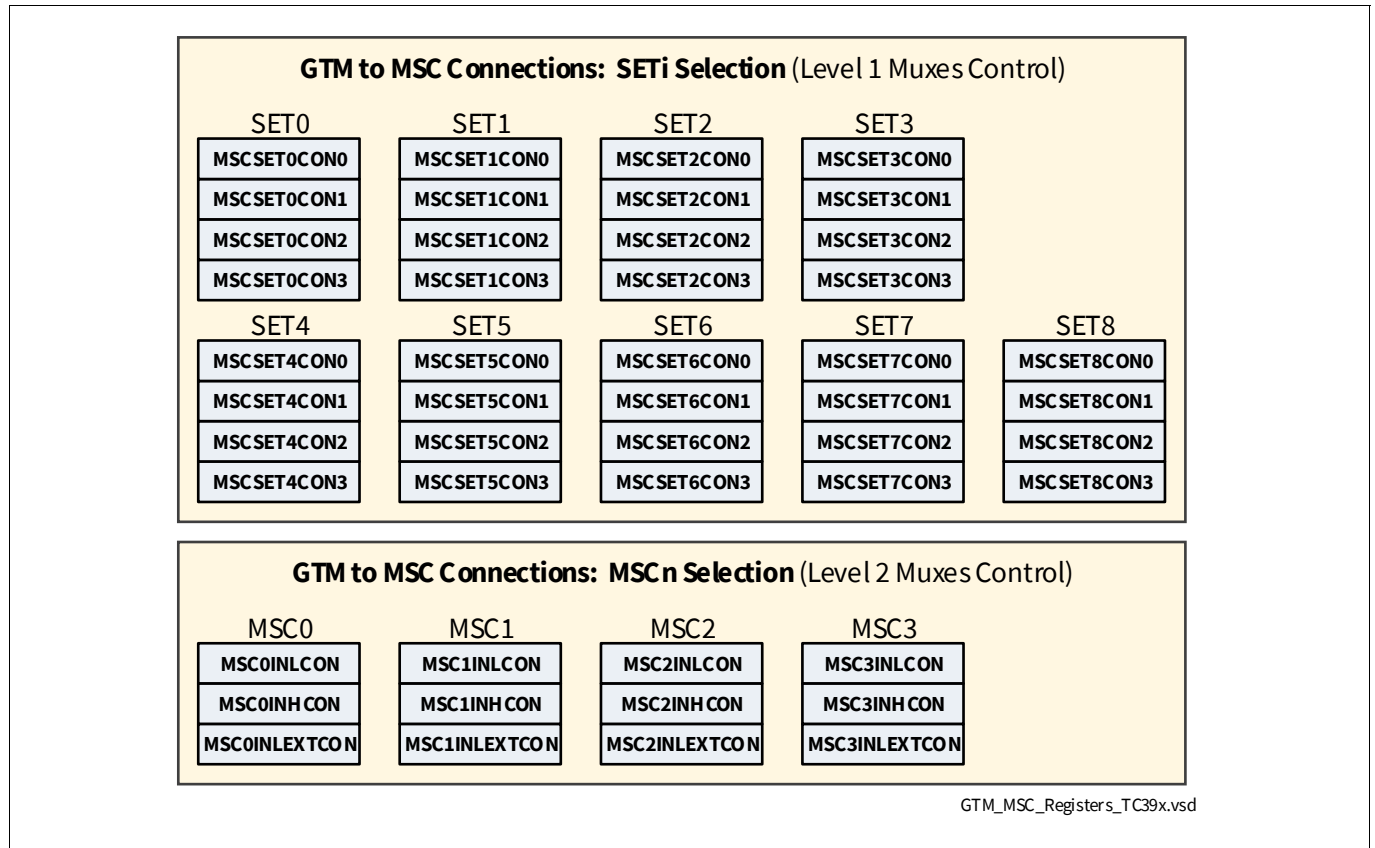 GTM to MSC Connections: SETi Selection (Level 1 Muxes Control)
SET0 SET1 SET2 SET3
MSCSET0CON0 MSCSET1CON0 MSCSET2CON0 MSCSET3CON0
MSCSET0CON1 MSCSET1CON1 MSCSET2CON1 MSCSET3CON1
MSCSET0CON2 MSCSET1CON2 MSCSET2CON2 MSCSET3CON2
MSCSET0CON3 MSCSET1CON3 MSCSET2CON3 MSCSET3CON3
SET4 SET5 SET6 SET7 SET8
MSCSET4CON0 MSCSET5CON0 MSCSET6CON0 MSCSET7CON0 MSCSET8CON0
MSCSET4CON1 MSCSET5CON1 MSCSET6CON1 MSCSET7CON1 MSCSET8CON1
MSCSET4CON2 MSCSET5CON2 MSCSET6CON2 MSCSET7CON2 MSCSET8CON2
MSCSET4CON3 MSCSET5CON3 MSCSET6CON3 MSCSET7CON3 MSCSET8CON3
GTM to MSC Connections: MSCn Selection (Level 2 Muxes Control)
MSC0 MSC1 MSC2 MSC3
MSC0INLCON MSC1INLCON MSC2INLCON MSC3INLCON
MSC0INHCON MSC1INHCON MSC2INHCON MSC3INHCON
MSC0INLEXTCON MSC1INLEXTCON MSC2INLEXTCON MSC3INLEXTCON
GTM_MSC_Registers_TC39x.vsd